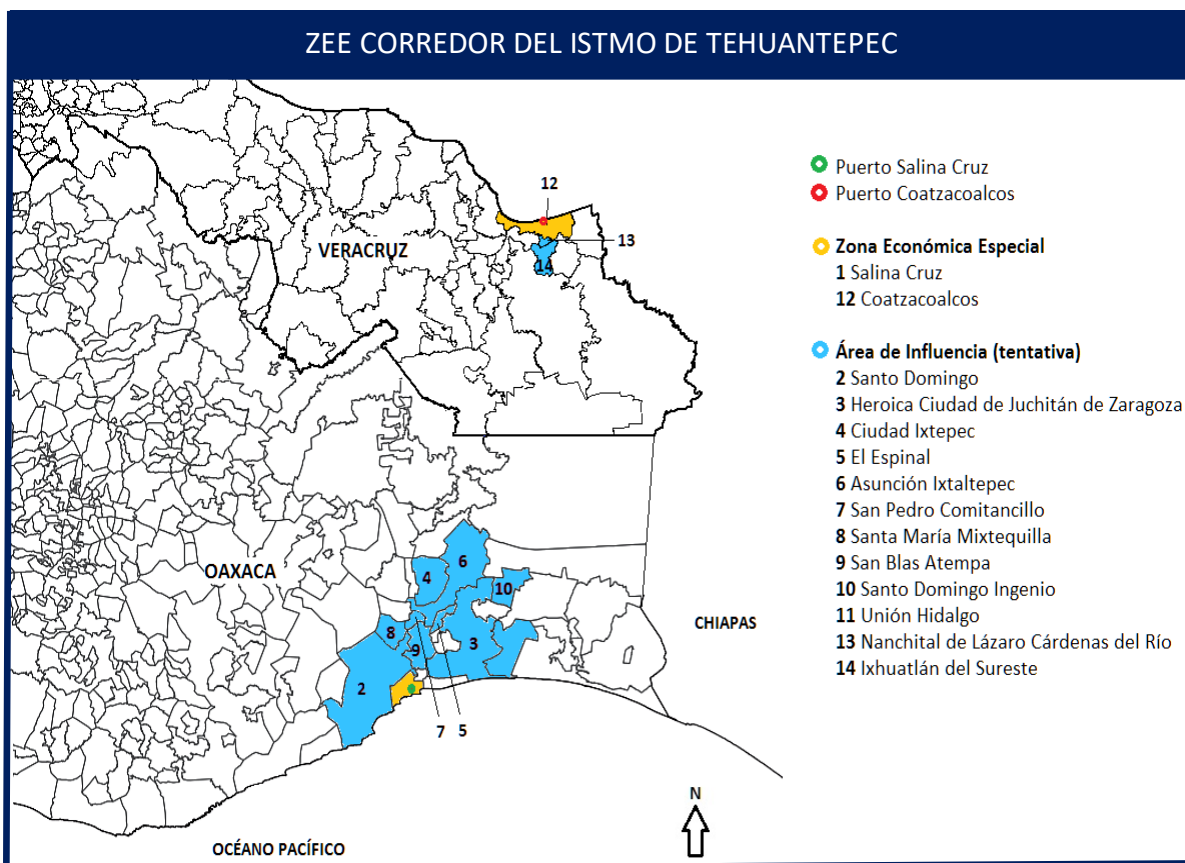 ZEE CORREDOR DEL ISTMO DE TEHUANTEPEC
12
13
VERACRUZ
14
OAXACA
6
4
10
8
9
3
2
7
5
CHIAPAS
N
OCÉANO PACÍFICO
Puerto Salina Cruz
Puerto Coatzacoalcos
Zona Económica Especial
1 Salina Cruz
12 Coatzacoalcos
Área de Influencia (tentativa)
2 Santo Domingo
3 Heroica Ciudad de Juchitán de Zaragoza
4 Ciudad Ixtepec
5 El Espinal
6 Asunción Ixtaltepec
7 San Pedro Comitancillo
8 Santa María Mixtequilla
9 San Blas Atempa
10 Santo Domingo Ingenio
11 Unión Hidalgo
13 Nanchital de Lázaro Cárdenas del Río
14 Ixhuatlán del Sureste